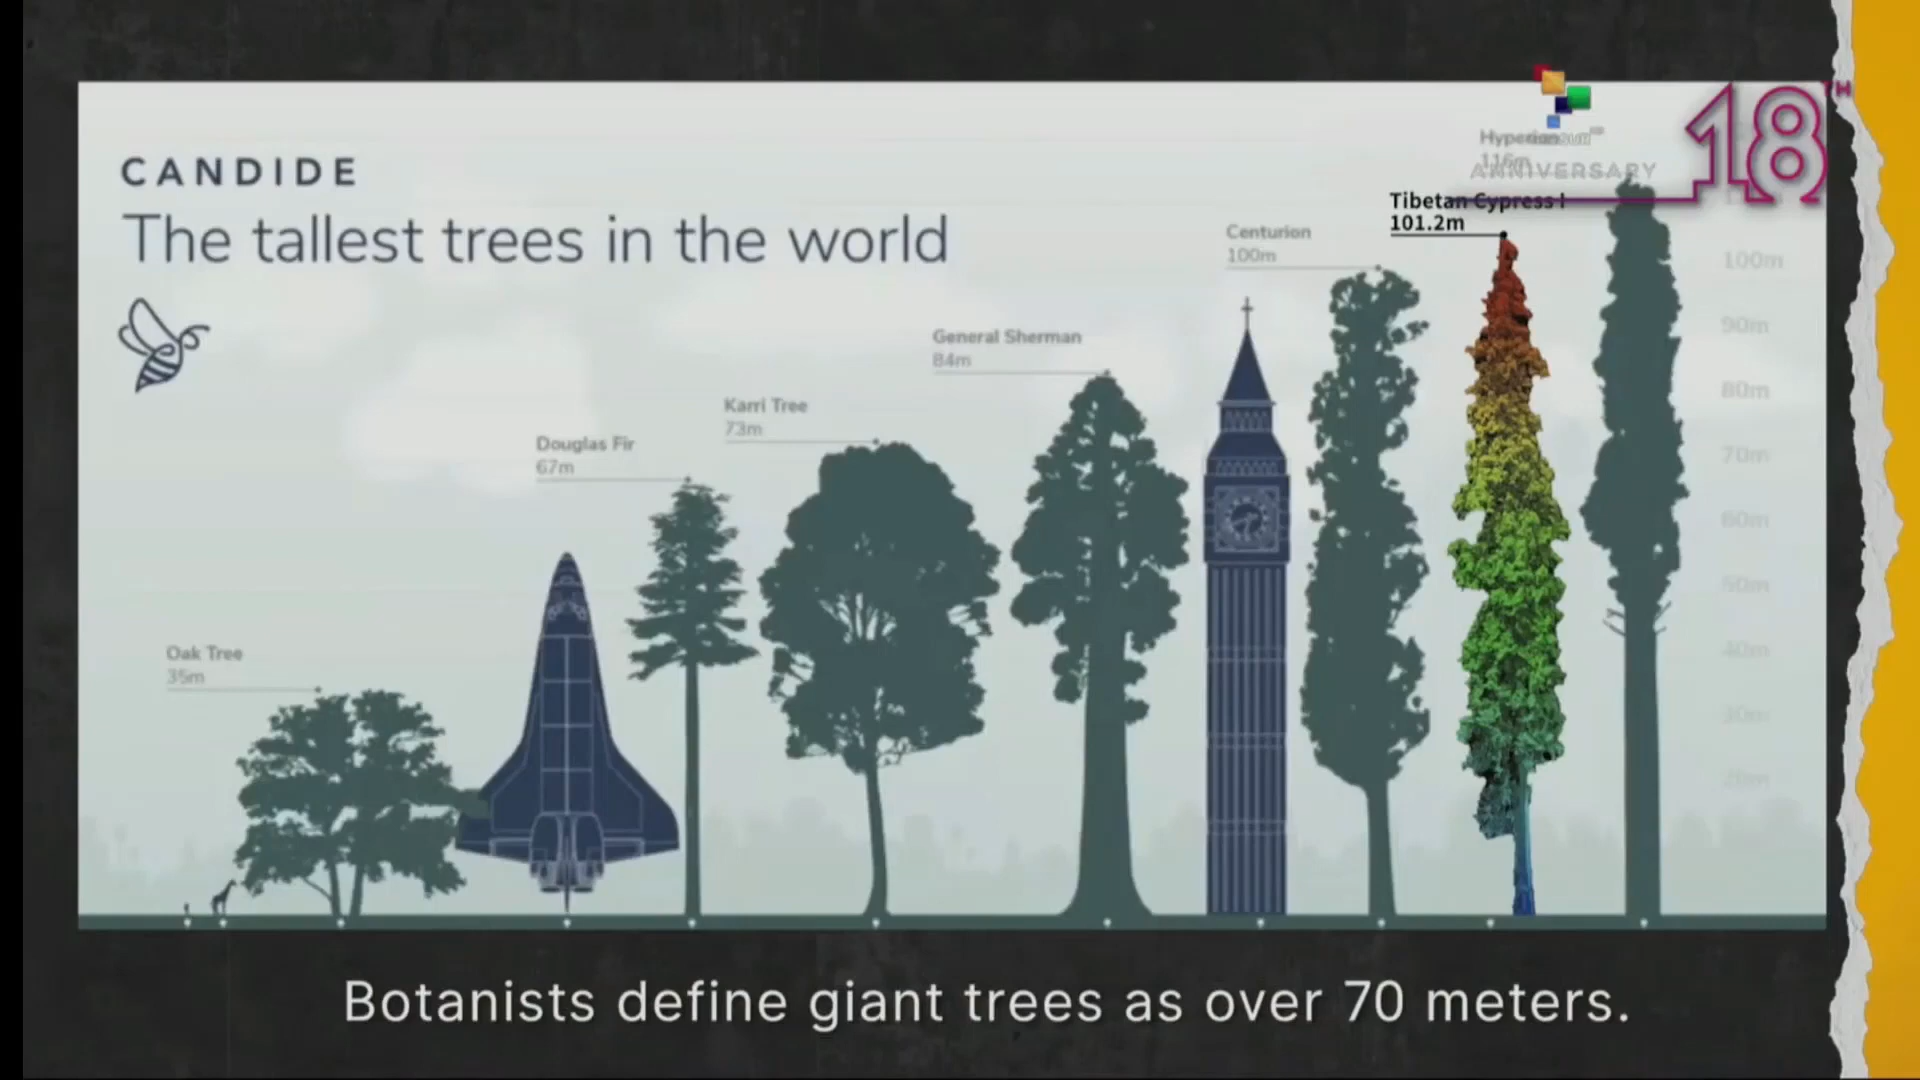 CANDIDE
The tallest trees in the world
Oak Tree
35m
Douglas Fir
67m
Karri Tree
73m
General Sherman
84m
Centurion
100m
Tibetan Cypress I
101.2m
Hyperion
116m
18TH
ANNIVERSARY
100m
90m
80m
70m
60m
50m
40m
30m
20m
Botanists define giant trees as over 70 meters.